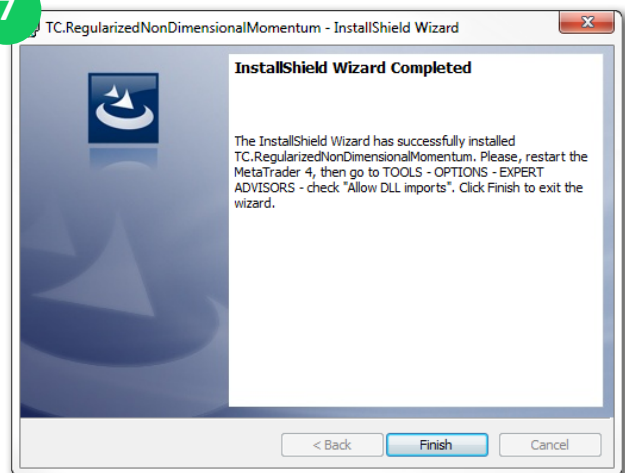 7
TC.RegularizedNonDimensionalMomentum - InstallShield Wizard
InstallShield Wizard Completed
The InstallShield Wizard has successfully installed
TC.RegularizedNonDimensionalMomentum. Please, restart the
MetaTrader 4, then go to TOOLS - OPTIONS - EXPERT
ADVISORS - check "Allow DLL imports". Click Finish to exit the
wizard.
< Back
Finish
Cancel